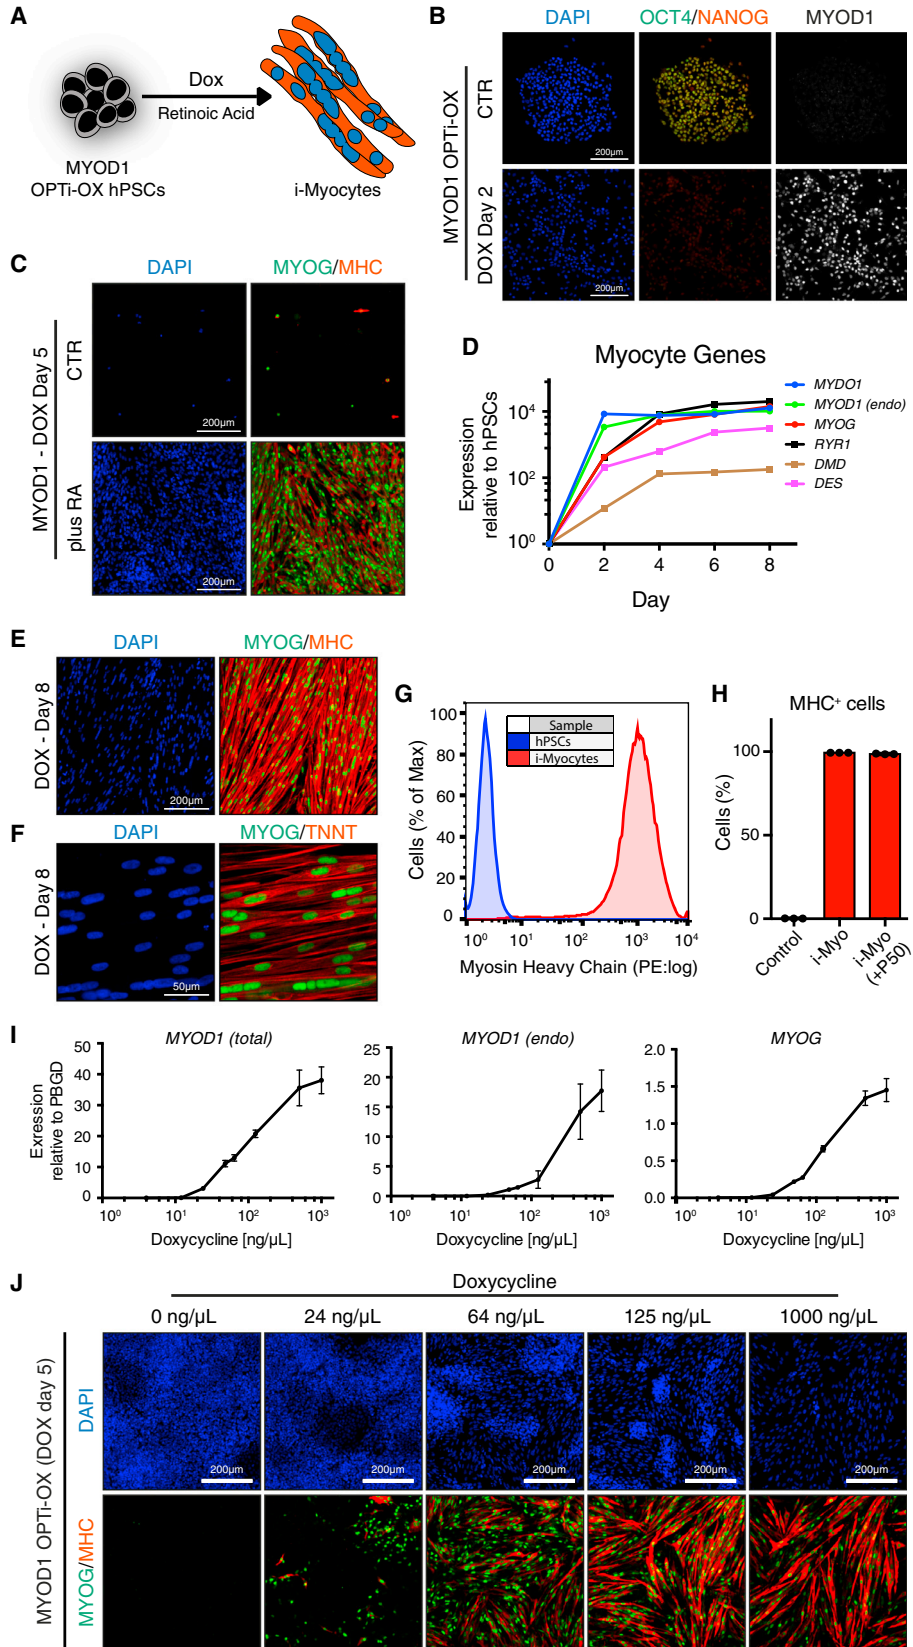 A
Dox
Retinoic Acid
MYOD1
OPTi-OX hPSCs
i-Myocytes
B
DAPI
OCT4/NANOG
MYOD1
MYOD1 OPTi-OX
CTR
DOX Day 2
200µm
200µm
C
DAPI
MYOG/MHC
MYOD1 - DOX Day 5
CTR
plus RA
200µm
200µm
D
Myocyte Genes
Expression
relative to hPSCs
10⁴
10²
10⁰
0 2 4 6 8
Day
MYDO1
MYOD1 (endo)
MYOG
RYR1
DMD
DES
E
DAPI
MYOG/MHC
DOX - Day 8
200µm
F
DAPI
MYOG/TNNT
DOX - Day 8
50µm
G
Cells (% of Max)
100
80
60
40
20
0
Sample
hPSCs
i-Myocytes
10⁰ 10¹ 10² 10³ 10⁴
Myosin Heavy Chain (PE:log)
H
MHC⁺ cells
Cells (%)
100
50
0
Control
i-Myo
i-Myo
(+P50)
I
MYOD1 (total)
Exression
relative to PBGD
50
40
30
20
10
0
10⁰ 10¹ 10² 10³
Doxycycline [ng/µL]
MYOD1 (endo)
25
20
15
10
5
0
10⁰ 10¹ 10² 10³
Doxycycline [ng/µL]
MYOG
2.0
1.5
1.0
0.5
0.0
10⁰ 10¹ 10² 10³
Doxycycline [ng/µL]
J
Doxycycline
0 ng/µL 24 ng/µL 64 ng/µL 125 ng/µL 1000 ng/µL
MYOD1 OPTi-OX (DOX day 5)
DAPI
200µm 200µm 200µm 200µm 200µm
MYOG/MHC